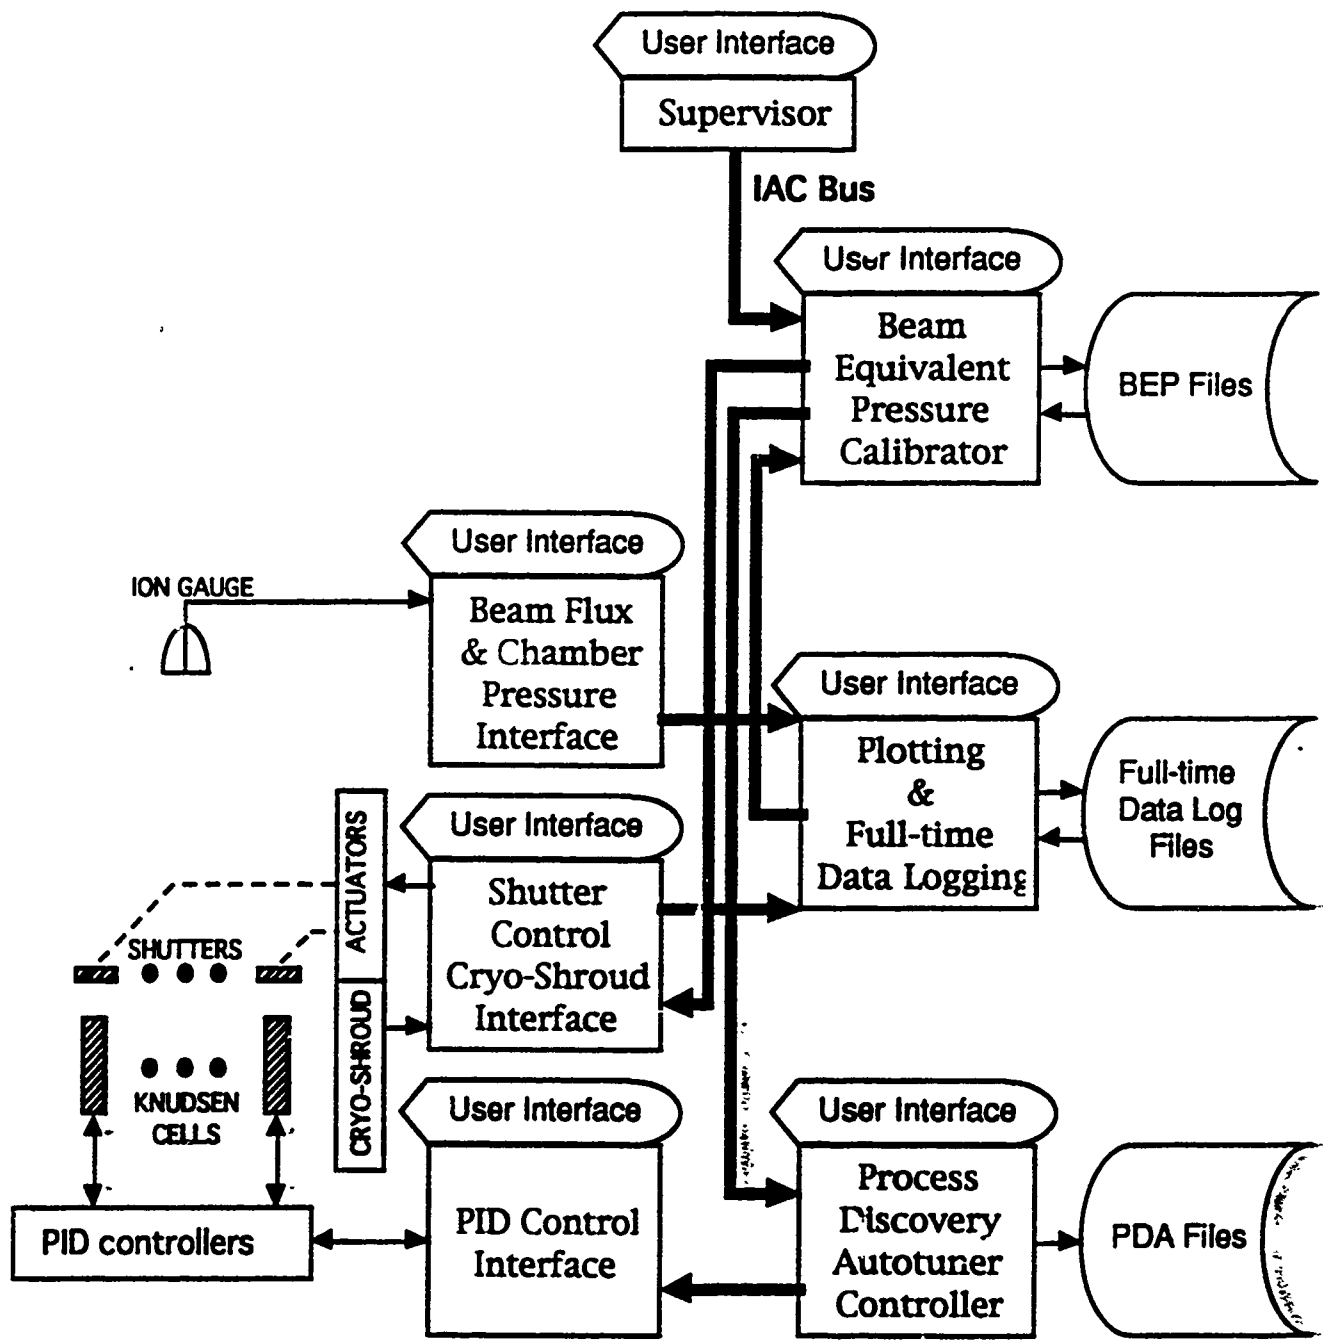 User Interface
Supervisor
IAC Bus
User Interface
Beam
Equivalent
Pressure
Calibrator
BEP Files
User Interface
ION GAUGE
Beam Flux
& Chamber
Pressure
Interface
User Interface
Plotting
&
Full-time
Data Logging
Full-time
Data Log
Files
User Interface
ACTUATORS
Shutter
Control
Cryo-Shroud
Interface
SHUTTERS
CRYO-SHROUD
KNUDSEN
CELLS
User Interface
PID controllers
PID Control
Interface
User Interface
Process
Discovery
Autotuner
Controller
PDA Files